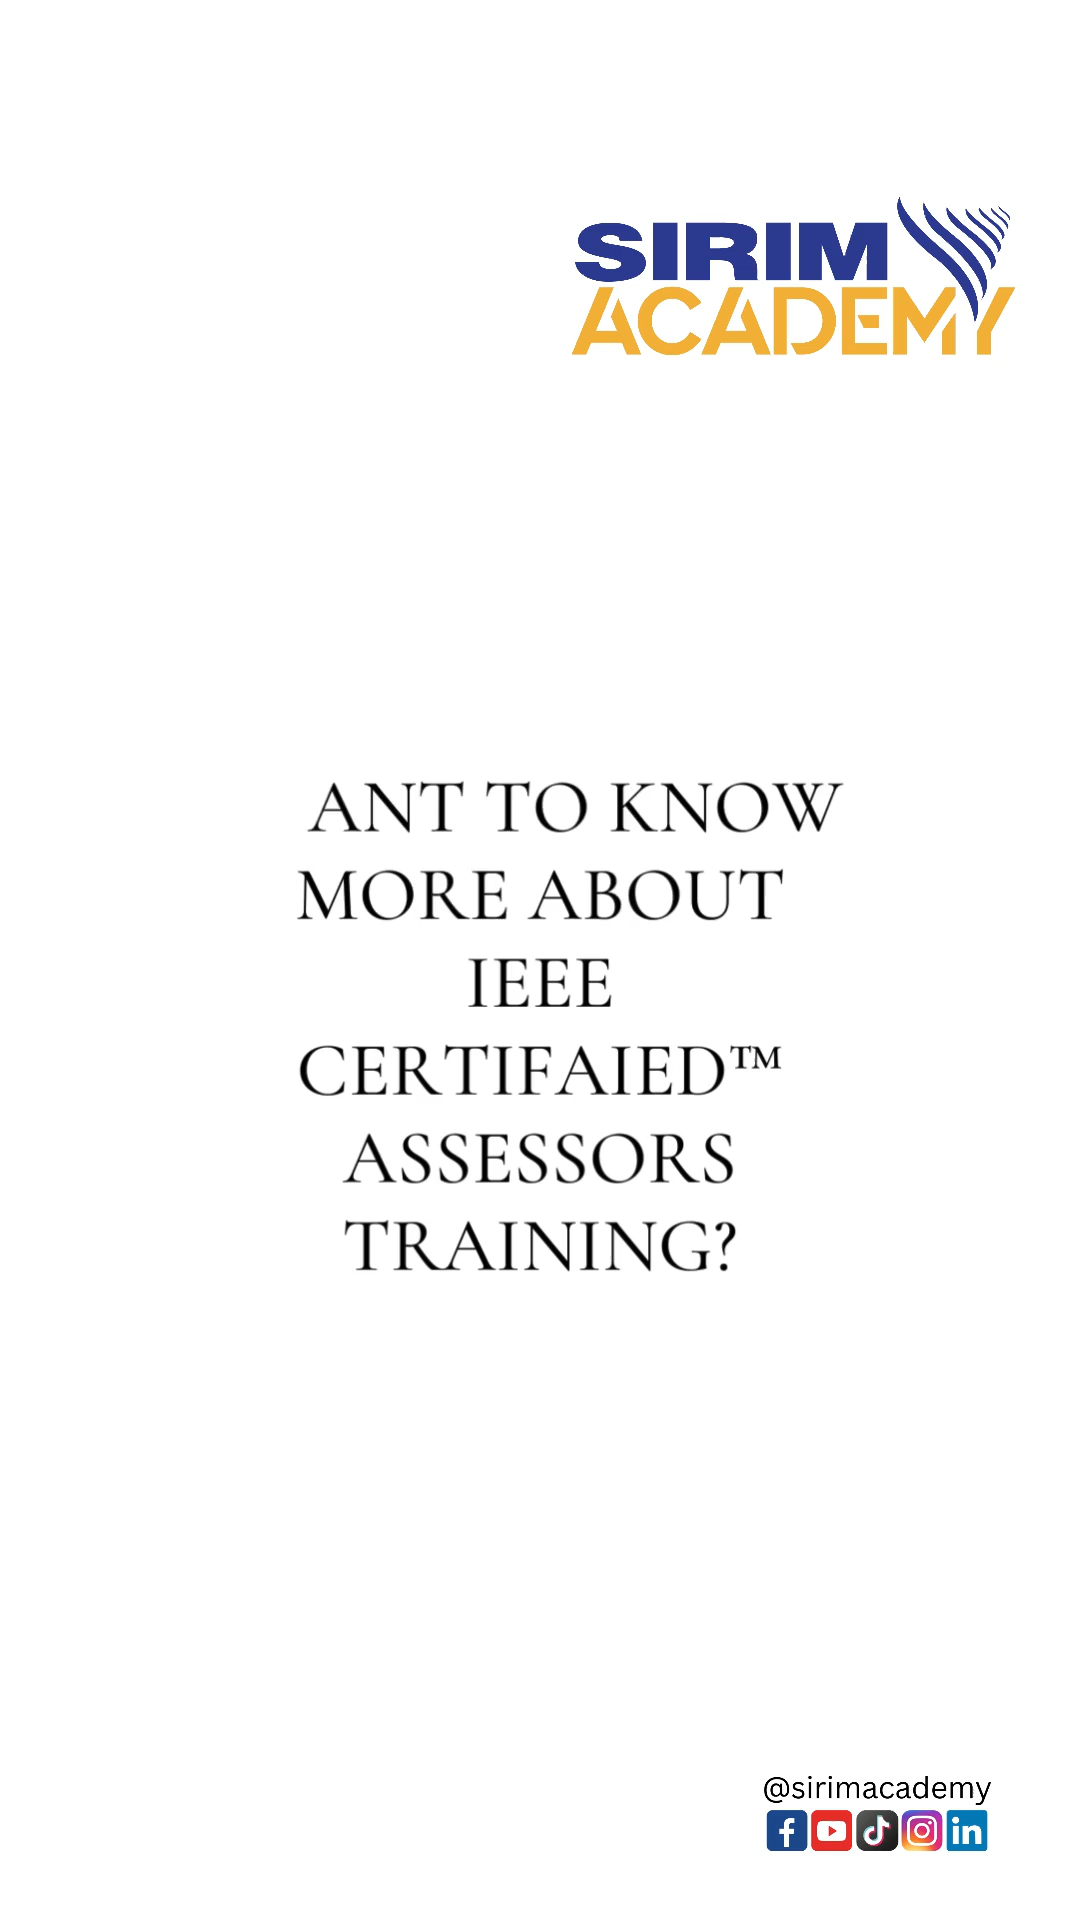 SIRIM
ACADEMY
ANT TO KNOW
MORE ABOUT
IEEE
CERTIFAIED™
ASSESSORS
TRAINING?
@sirimacademy